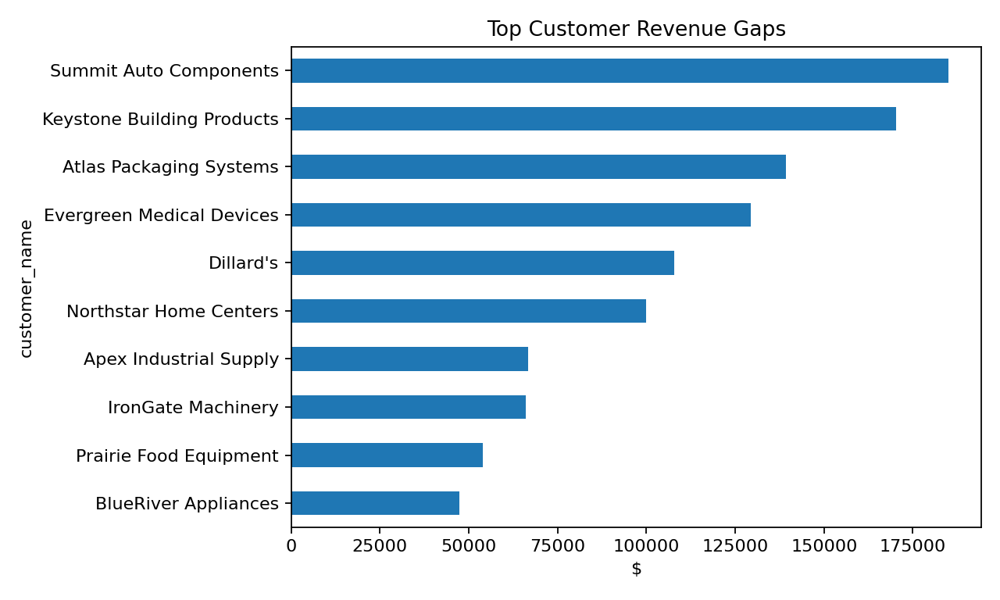 Top Customer Revenue Gaps
customer_name
Summit Auto Components
Keystone Building Products
Atlas Packaging Systems
Evergreen Medical Devices
Dillard's
Northstar Home Centers
Apex Industrial Supply
IronGate Machinery
Prairie Food Equipment
BlueRiver Appliances
0 25000 50000 75000 100000 125000 150000 175000
$